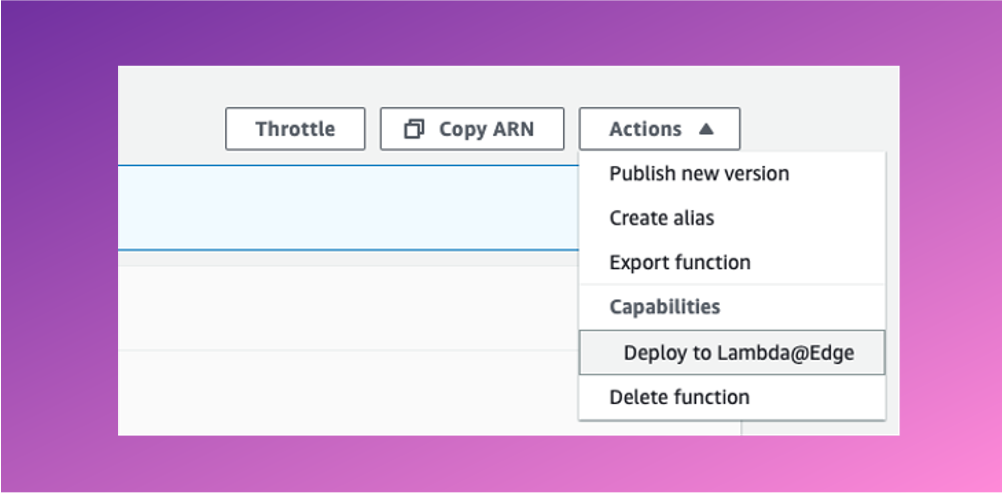 Throttle
Copy ARN
Actions
Publish new version
Create alias
Export function
Capabilities
Deploy to Lambda@Edge
Delete function